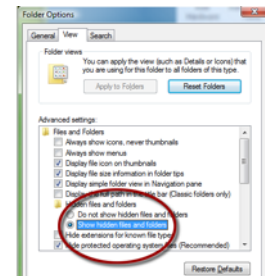 Folder Options
General View Search
Folder views
You can apply the view (such as Details or Icons) that
you are using for this folder to all folders of this type.
Apply to Folders Reset Folders
Advanced settings:
Files and Folders
Always show icons, never thumbnails
Always show menus
Display file icon on thumbnails
Display file size information in folder tips
Display simple folder view in Navigation pane
Display the full path in the title bar (Classic folders only)
Hidden files and folders
Do not show hidden files and folders
Show hidden files and folders
Hide extensions for known file types
Hide protected operating system files (Recommended)
Restore Defaults